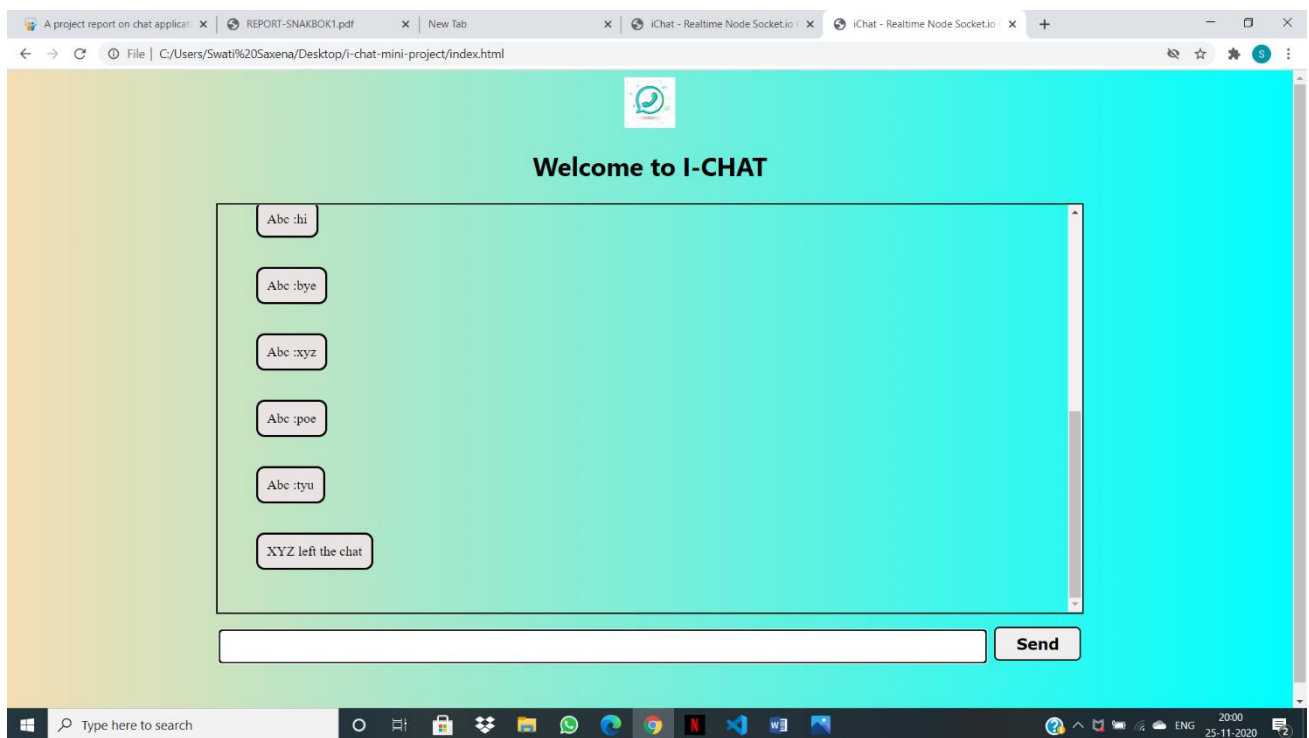 A project report on chat applicati
REPORT-SNAKBOK1.pdf
New Tab
iChat - Realtime Node Socket.io
iChat - Realtime Node Socket.io
File | C:/Users/Swati%20Saxena/Desktop/i-chat-mini-project/index.html
S
Welcome to I-CHAT
Abc :hi
Abc :bye
Abc :xyz
Abc :poe
Abc :tyu
XYZ left the chat
Send
Type here to search
N
W
ENG
20:00
25-11-2020
2